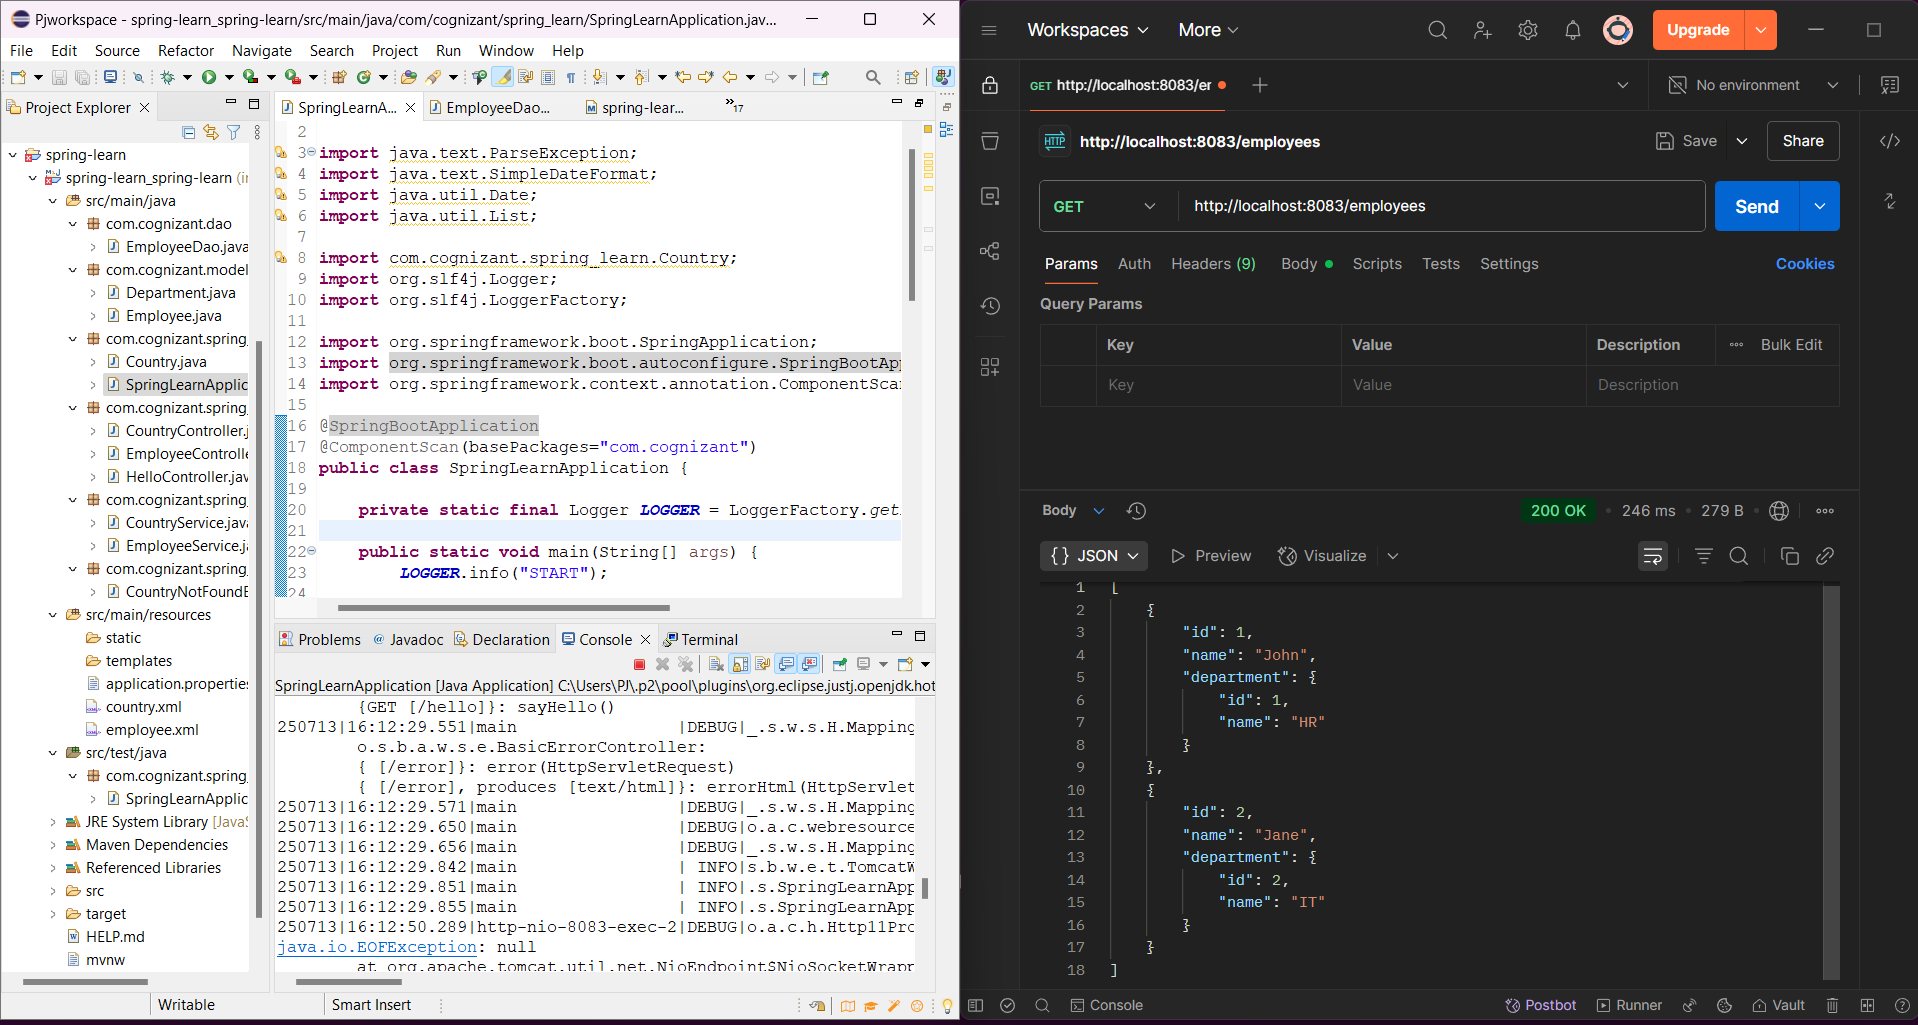 Pjworkspace - spring-learn_spring-learn/src/main/java/com/cognizant/spring_learn/SpringLearnApplication.jav...
File Edit Source Refactor Navigate Search Project Run Window Help
Project Explorer
spring-learn
spring-learn_spring-learn (in
src/main/java
com.cognizant.dao
EmployeeDao.java
com.cognizant.model
Department.java
Employee.java
com.cognizant.spring_
Country.java
SpringLearnApplic
com.cognizant.spring_
CountryController.j
EmployeeControlle
HelloController.jav
com.cognizant.spring_
CountryService.java
EmployeeService.ja
com.cognizant.spring_
CountryNotFoundE
src/main/resources
static
templates
application.properties
country.xml
employee.xml
src/test/java
com.cognizant.spring_
SpringLearnApplic
JRE System Library [JavaS
Maven Dependencies
Referenced Libraries
src
target
HELP.md
mvnw
SpringLearnA... EmployeeDao... spring-lear... »17
2
3 import java.text.ParseException;
4 import java.text.SimpleDateFormat;
5 import java.util.Date;
6 import java.util.List;
7
8 import com.cognizant.spring_learn.Country;
9 import org.slf4j.Logger;
10 import org.slf4j.LoggerFactory;
11
12 import org.springframework.boot.SpringApplication;
13 import org.springframework.boot.autoconfigure.SpringBootApp
14 import org.springframework.context.annotation.ComponentScan
15
16 @SpringBootApplication
17 @ComponentScan(basePackages="com.cognizant")
18 public class SpringLearnApplication {
19
20 private static final Logger LOGGER = LoggerFactory.get
21
22 public static void main(String[] args) {
23 LOGGER.info("START");
24
Problems @ Javadoc Declaration Console Terminal
SpringLearnApplication [Java Application] C:\Users\PJ\.p2\pool\plugins\org.eclipse.justj.openjdk.hot
{GET [/hello]}: sayHello()
250713|16:12:29.551|main |DEBUG|_.s.w.s.H.Mapping
o.s.b.a.w.s.e.BasicErrorController:
{ [/error]}: error(HttpServletRequest)
{ [/error], produces [text/html]}: errorHtml(HttpServlet
250713|16:12:29.571|main |DEBUG|_.s.w.s.H.Mapping
250713|16:12:29.650|main |DEBUG|o.a.c.webresource
250713|16:12:29.656|main |DEBUG|_.s.w.s.H.Mapping
250713|16:12:29.842|main | INFO|s.b.w.e.t.TomcatW
250713|16:12:29.851|main | INFO|.s.SpringLearnApp
250713|16:12:29.855|main | INFO|.s.SpringLearnApp
250713|16:12:50.289|http-nio-8083-exec-2|DEBUG|o.a.c.h.Http11Pro
java.io.EOFException: null
at org.apache.tomcat.util.net.NioEndpoint$NioSocketWrapp
Writable Smart Insert
Workspaces More Upgrade
GET http://localhost:8083/er No environment
HTTP http://localhost:8083/employees Save Share
GET http://localhost:8083/employees Send
Params Auth Headers (9) Body Scripts Tests Settings Cookies
Query Params
Key Value Description Bulk Edit
Key Value Description
Body 200 OK 246 ms 279 B
{} JSON Preview Visualize
1 [
2 {
3 "id": 1,
4 "name": "John",
5 "department": {
6 "id": 1,
7 "name": "HR"
8 }
9 },
10 {
11 "id": 2,
12 "name": "Jane",
13 "department": {
14 "id": 2,
15 "name": "IT"
16 }
17 }
18 ]
Console Postbot Runner Vault